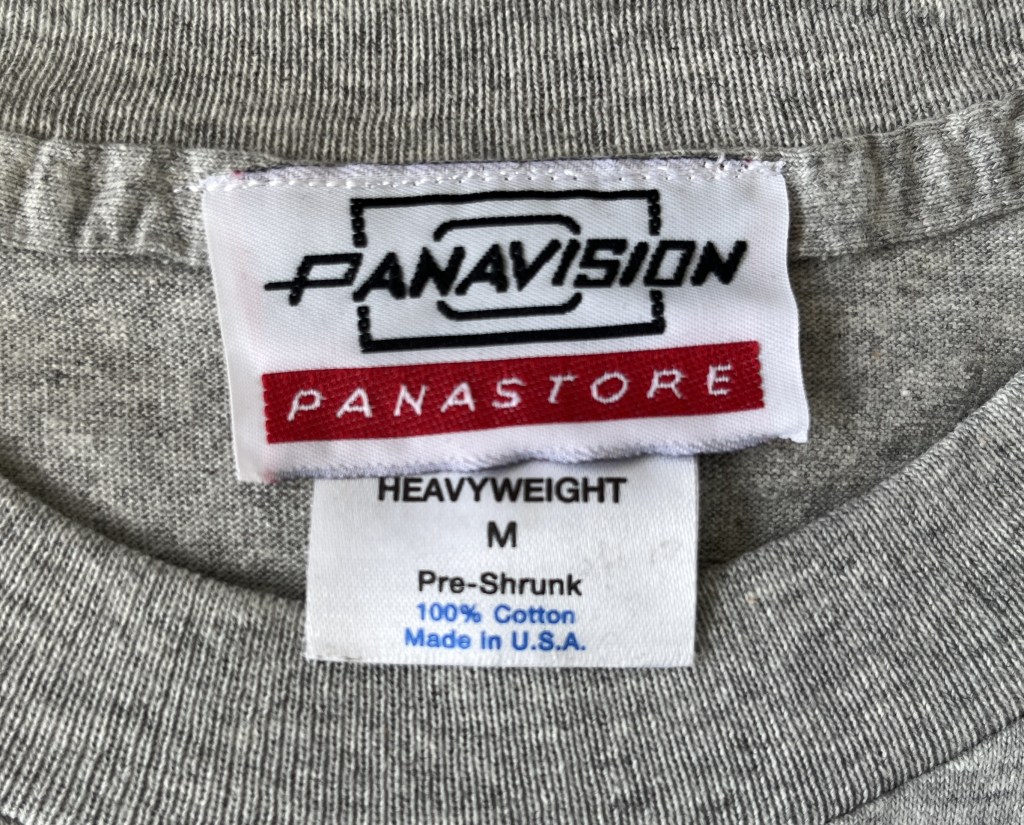 PANAVISION
PANASTORE
HEAVYWEIGHT
M
Pre-Shrunk
100% Cotton
Made in U.S.A.